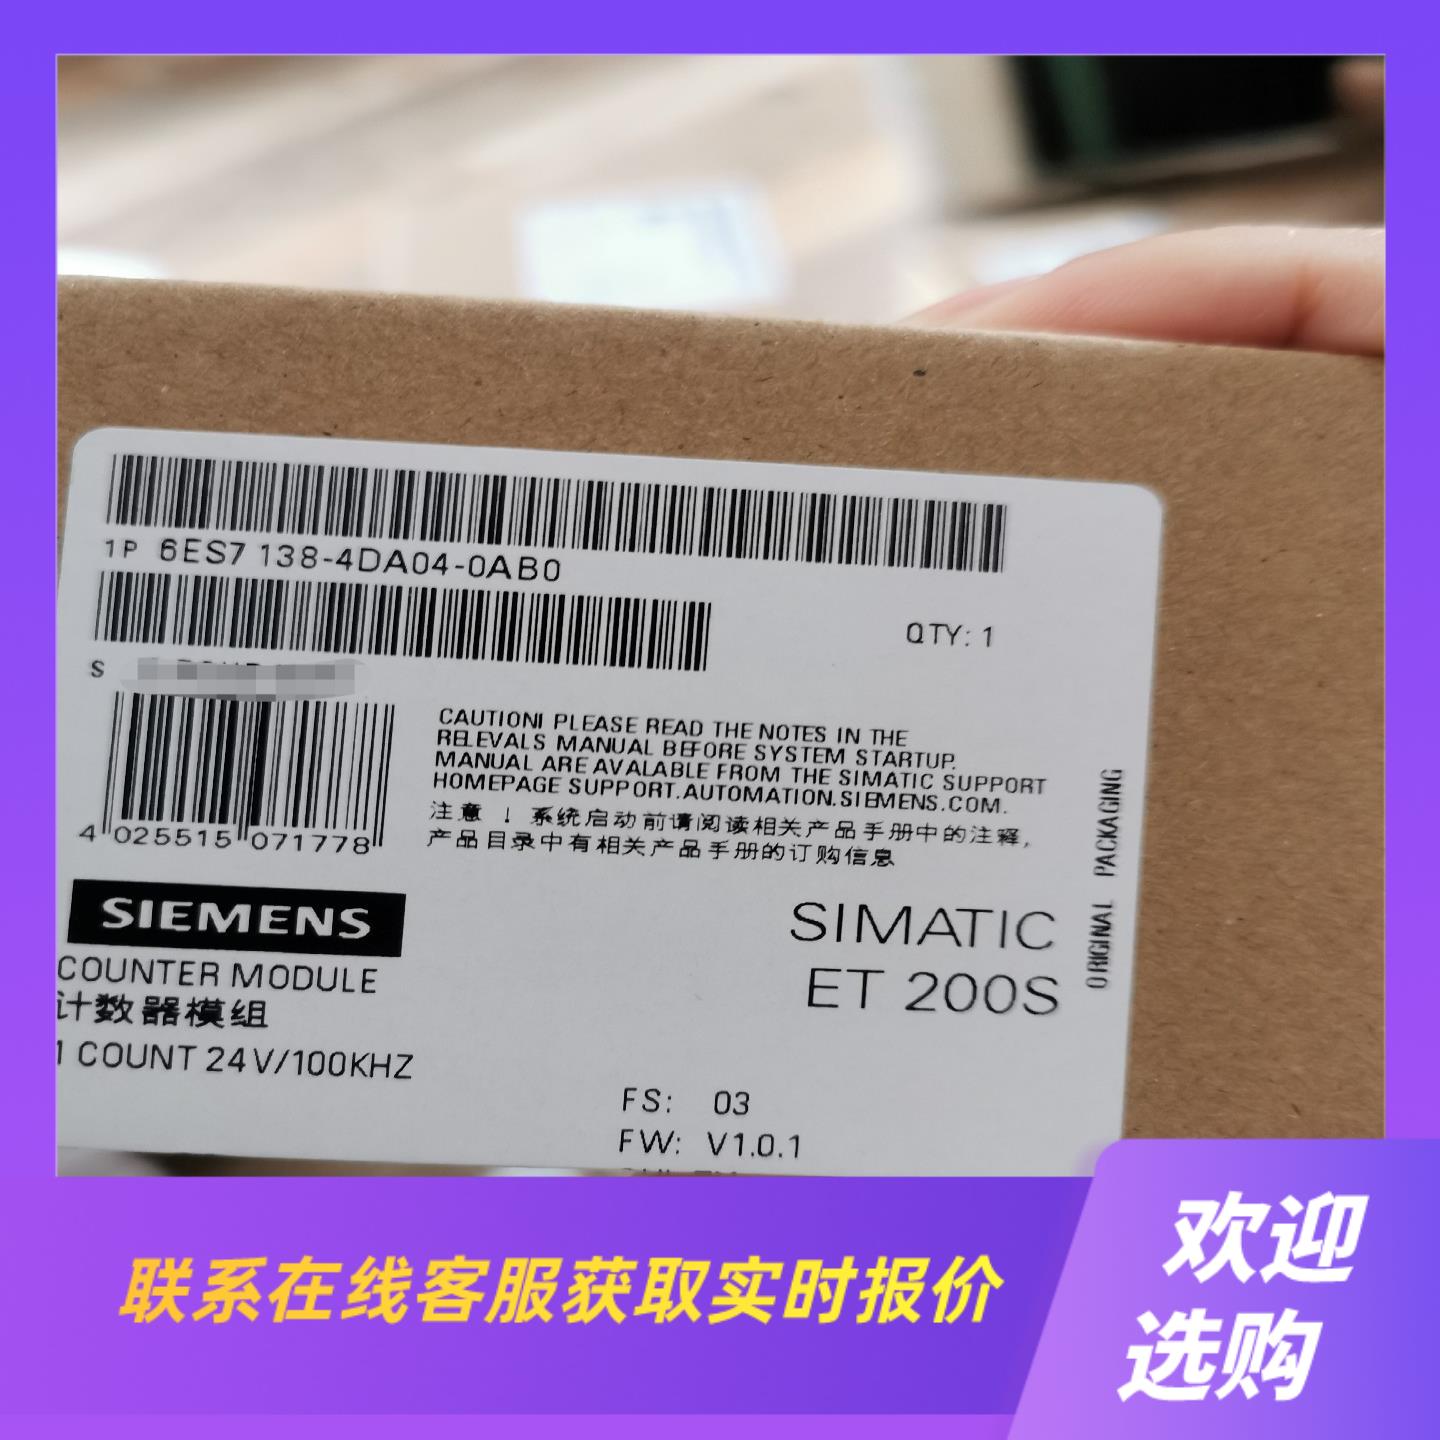 1P 6ES7 138-4DA04-0AB0
QTY: 1
S
CAUTION! PLEASE READ THE NOTES IN THE
RELEVALS MANUAL BEFORE SYSTEM STARTUP.
MANUAL ARE AVALABLE FROM THE SIMATIC SUPPORT
HOMEPAGE SUPPORT.AUTOMATION.SIEMENS.COM.
注意 ！系统启动前请阅读相关产品手册中的注释,
产品目录中有相关产品手册的订购信息
4 025515 071778
ORIGINAL PACKAGING
SIEMENS
SIMATIC
ET 200S
COUNTER MODULE
计数器模组
1 COUNT 24V/100KHZ
FS: 03
FW: V1.0.1
联系在线客服获取实时报价
欢迎
选购